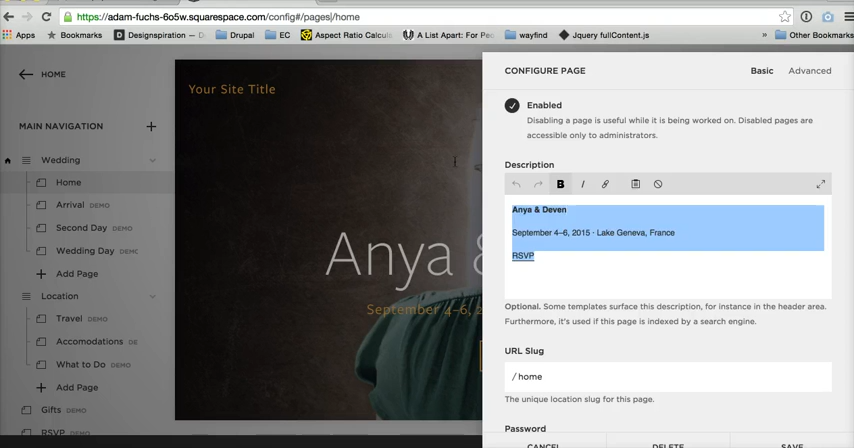 https://adam-fuchs-6o5w.squarespace.com/config#/pages|/home
Apps Bookmarks Designspiration — Drupal EC Aspect Ratio A List Apart: For Peo wayfind Jquery fullContent.js » Other Bookmarks
HOME
MAIN NAVIGATION
Wedding
Home
Arrival DEMO
Second Day DEMO
Wedding Day DEMC
Add Page
Location
Travel DEMO
Accomodations DE
What to Do DEMO
Add Page
Gifts DEMO
RSVP DEMO
Your Site Title
Anya &
September 4–6, 2
CONFIGURE PAGE
Basic Advanced
Enabled
Disabling a page is useful while it is being worked on. Disabled pages are
accessible only to administrators.
Description
B I
Anya & Deven
September 4–6, 2015 · Lake Geneva, France
RSVP
Optional. Some templates surface this description, for instance in the header area.
Furthermore, it's used if this page is indexed by a search engine.
URL Slug
/ home
The unique location slug for this page.
Password
CANCEL DELETE SAVE